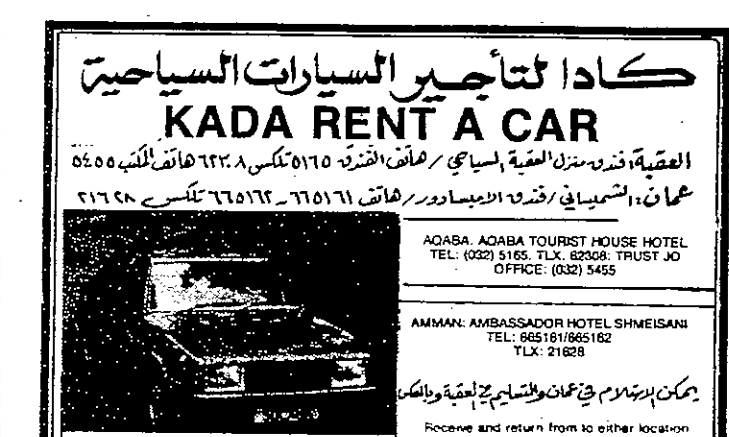 كادا لتأجير السيارات السياحية
KADA RENT A CAR
العقبة: فندق منزل العقبة السياحي / هاتف الفندق ٥١٦٥ تلكس ٦٢٣٠٨ هاتف المكتب ٥٤٥٥
عمان: الشميساني / فندق الامبسادور / هاتف ٦٦٥١٦١ - ٦٦٥١٦٢ تلكس ٢١٦٢٨
AQABA. AQABA TOURIST HOUSE HOTEL
TEL: (032) 5165. TLX. 62308: TRUST JO
OFFICE: (032) 5455
AMMAN: AMBASSADOR HOTEL SHMEISANI
TEL: 665161/665162
TLX: 21628
يمكن الاستلام في عمان والتسليم في العقبة وبالعكس
Receive and return from to either location